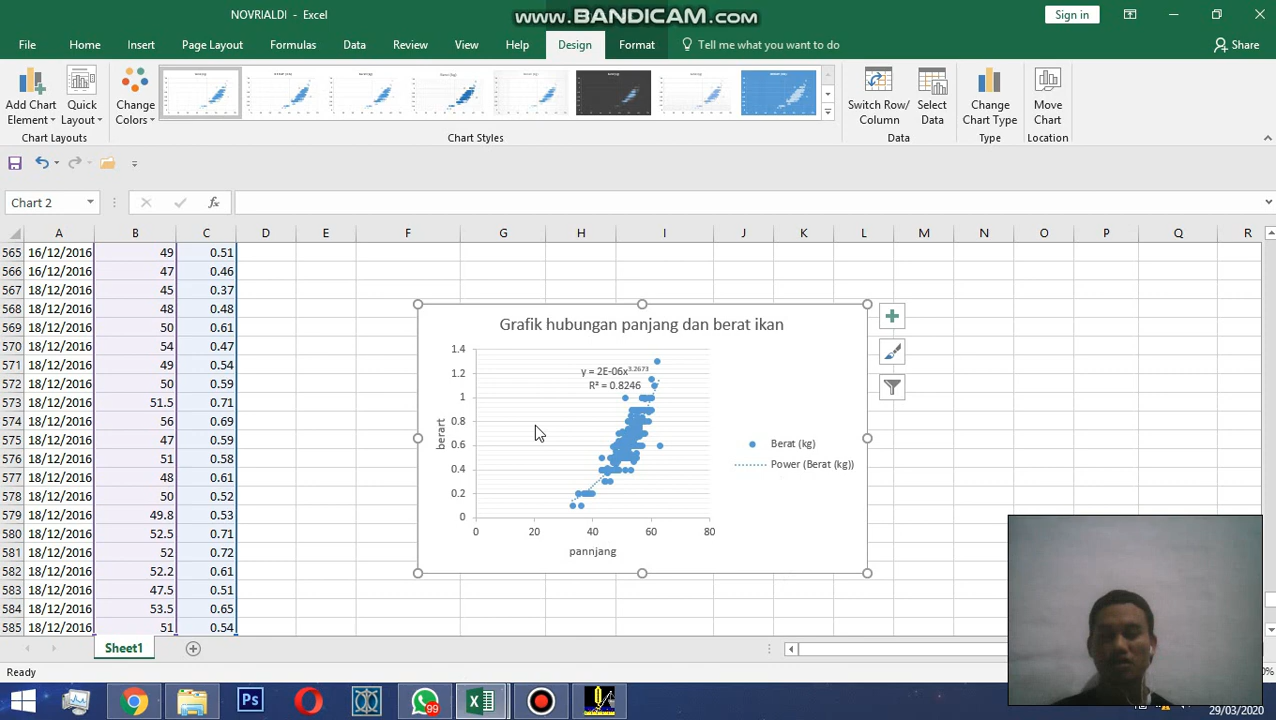 NOVRIALDI - Excel
www.BANDICAM.com
Sign in
File Home Insert Page Layout Formulas Data Review View Help Design Format Tell me what you want to do Share
Add Chart Element
Quick Layout
Change Colors
Switch Row/ Column
Select Data
Change Chart Type
Move Chart
Chart Layouts Chart Styles Data Type Location
Chart 2 fx
A B C D E F G H I J K L M N O P Q R
565 16/12/2016 49 0.51
566 16/12/2016 47 0.46
567 18/12/2016 45 0.37
568 18/12/2016 48 0.48
569 18/12/2016 50 0.61
570 18/12/2016 54 0.47
571 18/12/2016 49 0.54
572 18/12/2016 50 0.59
573 18/12/2016 51.5 0.71
574 18/12/2016 56 0.69
575 18/12/2016 47 0.59
576 18/12/2016 51 0.58
577 18/12/2016 48 0.61
578 18/12/2016 50 0.52
579 18/12/2016 49.8 0.53
580 18/12/2016 52.5 0.71
581 18/12/2016 52 0.72
582 18/12/2016 52.2 0.61
583 18/12/2016 47.5 0.51
584 18/12/2016 53.5 0.65
585 18/12/2016 51 0.54
Grafik hubungan panjang dan berat ikan
1.4
1.2
1
0.8
0.6
0.4
0.2
0
y = 2E-06x^3.2673
R² = 0.8246
berart
0 20 40 60 80
pannjang
Berat (kg)
Power (Berat (kg))
Sheet1
Ready
Ps
99
29/03/2020